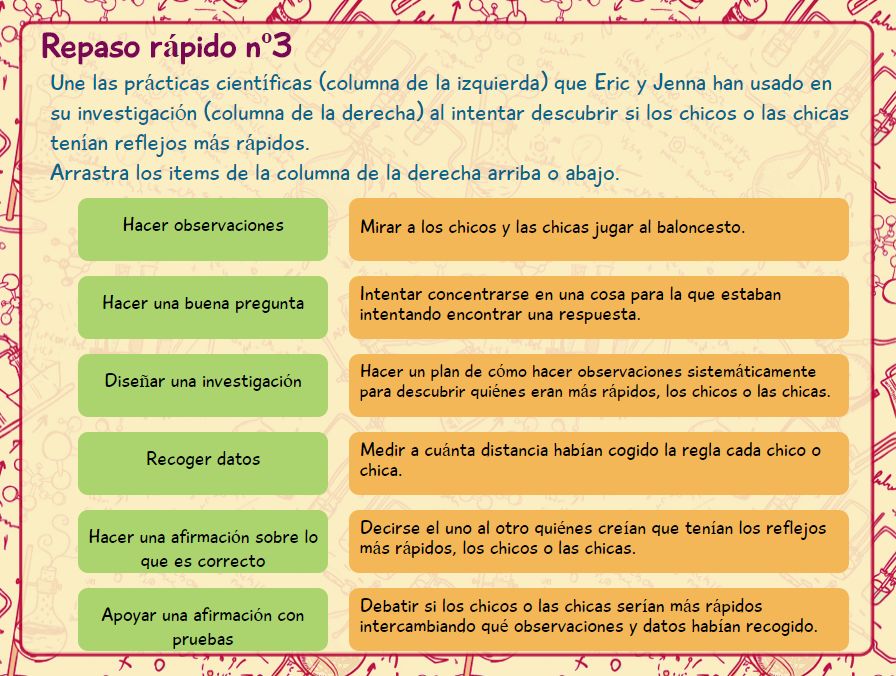 Repaso rápido nº3
Une las prácticas científicas (columna de la izquierda) que Eric y Jenna han usado en
su investigación (columna de la derecha) al intentar descubrir si los chicos o las chicas
tenían reflejos más rápidos.
Arrastra los items de la columna de la derecha arriba o abajo.
Hacer observaciones
Mirar a los chicos y las chicas jugar al baloncesto.
Hacer una buena pregunta
Intentar concentrarse en una cosa para la que estaban
intentando encontrar una respuesta.
Diseñar una investigación
Hacer un plan de cómo hacer observaciones sistemáticamente
para descubrir quiénes eran más rápidos, los chicos o las chicas.
Recoger datos
Medir a cuánta distancia habían cogido la regla cada chico o
chica.
Hacer una afirmación sobre lo
que es correcto
Decirse el uno al otro quiénes creían que tenían los reflejos
más rápidos, los chicos o las chicas.
Apoyar una afirmación con
pruebas
Debatir si los chicos o las chicas serían más rápidos
intercambiando qué observaciones y datos habían recogido.